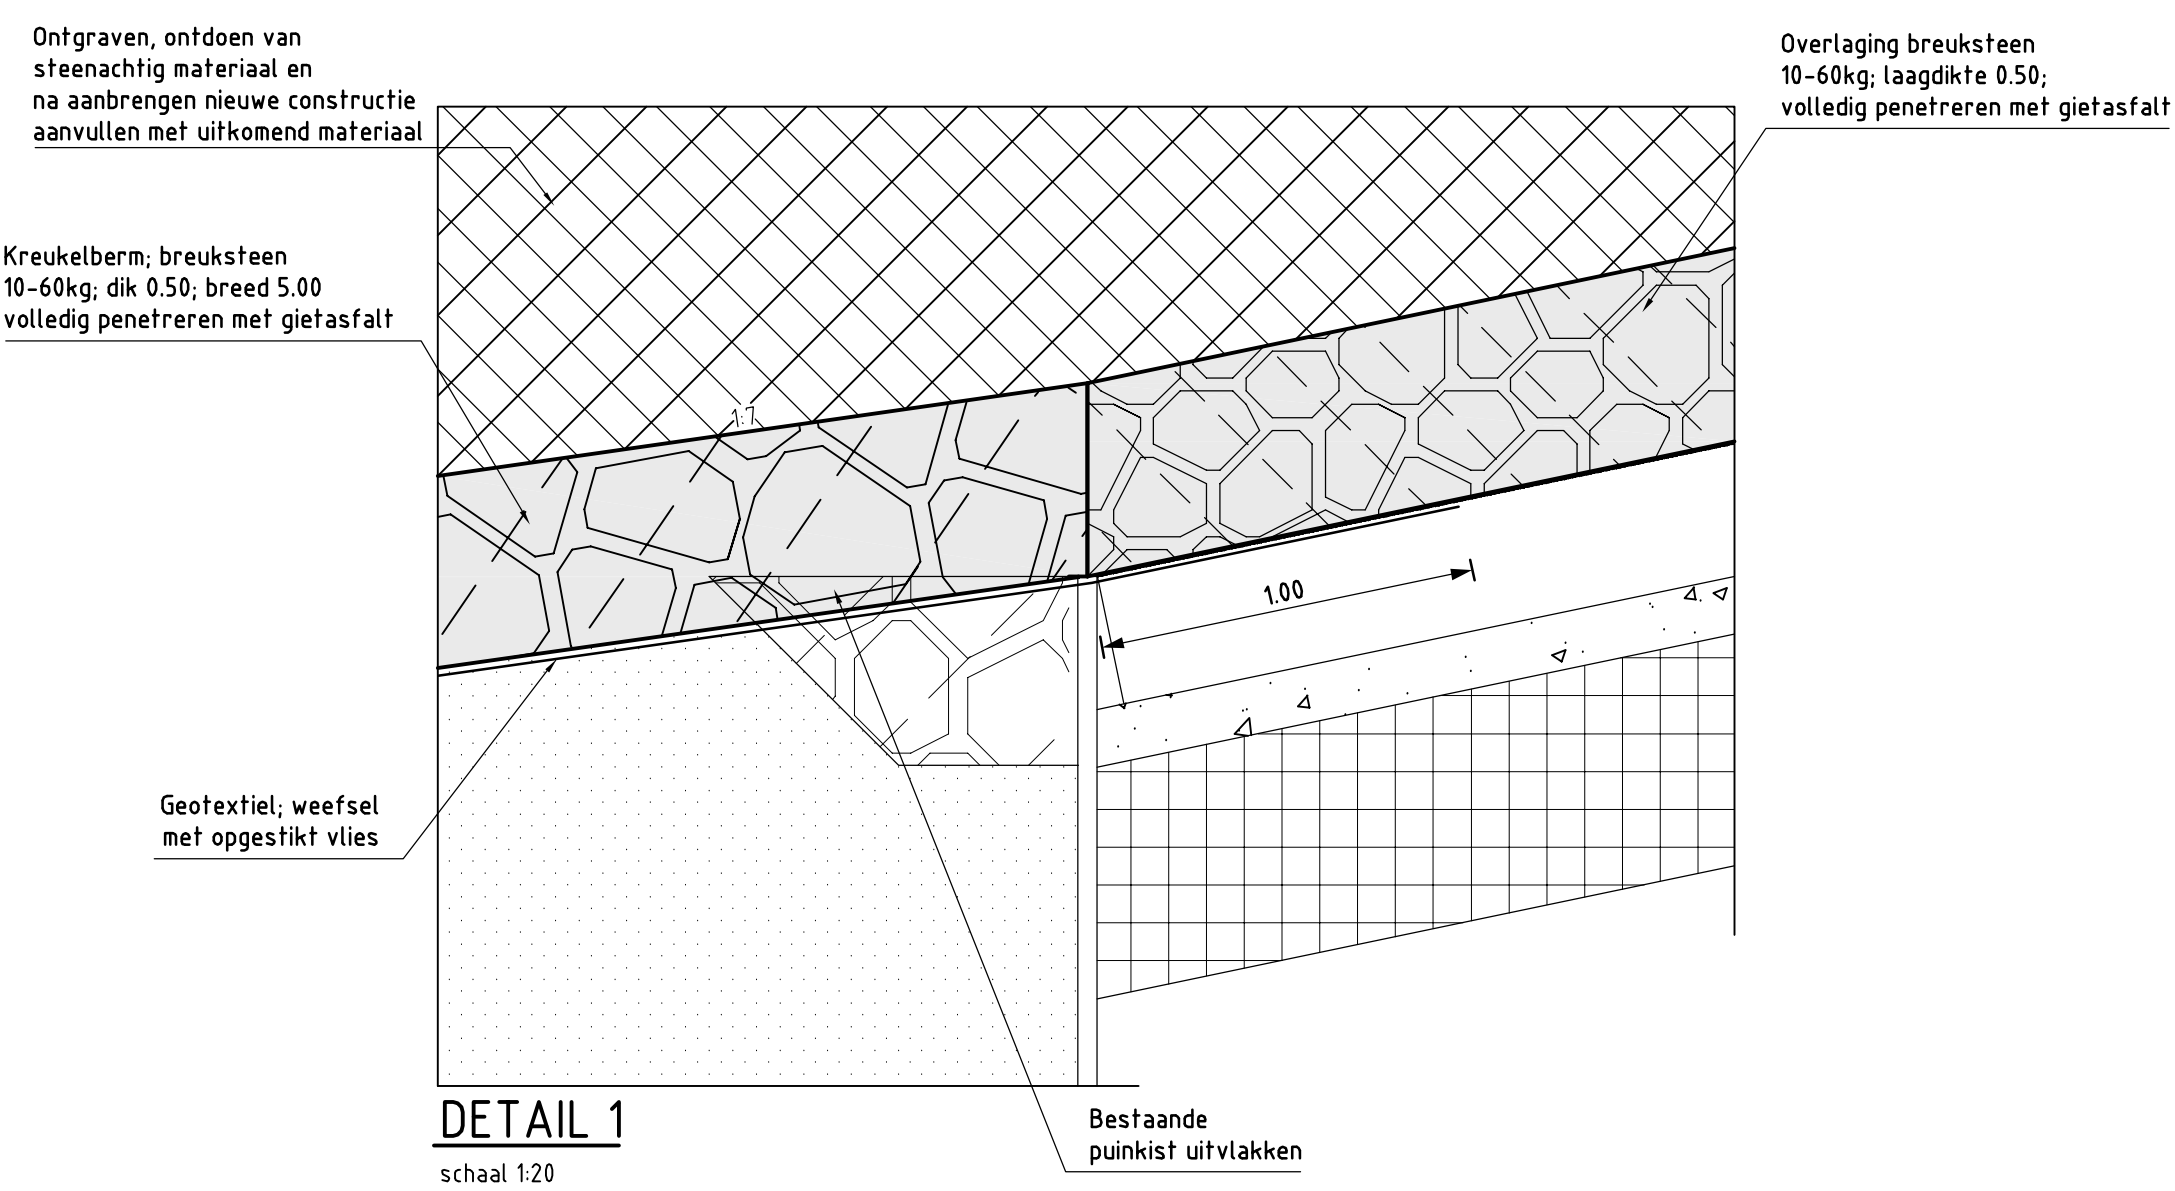 Ontgraven, ontdoen van
steenachtig materiaal en
na aanbrengen nieuwe constructie
aanvullen met uitkomend materiaal
Overlaging breuksteen
10-60kg; laagdikte 0.50;
volledig penetreren met gietasfalt
Kreukelberm; breuksteen
10-60kg; dik 0.50; breed 5.00
volledig penetreren met gietasfalt
1:7
1.00
Geotextiel; weefsel
met opgestikt vlies
DETAIL 1
schaal 1:20
Bestaande
puinkist uitvlakken